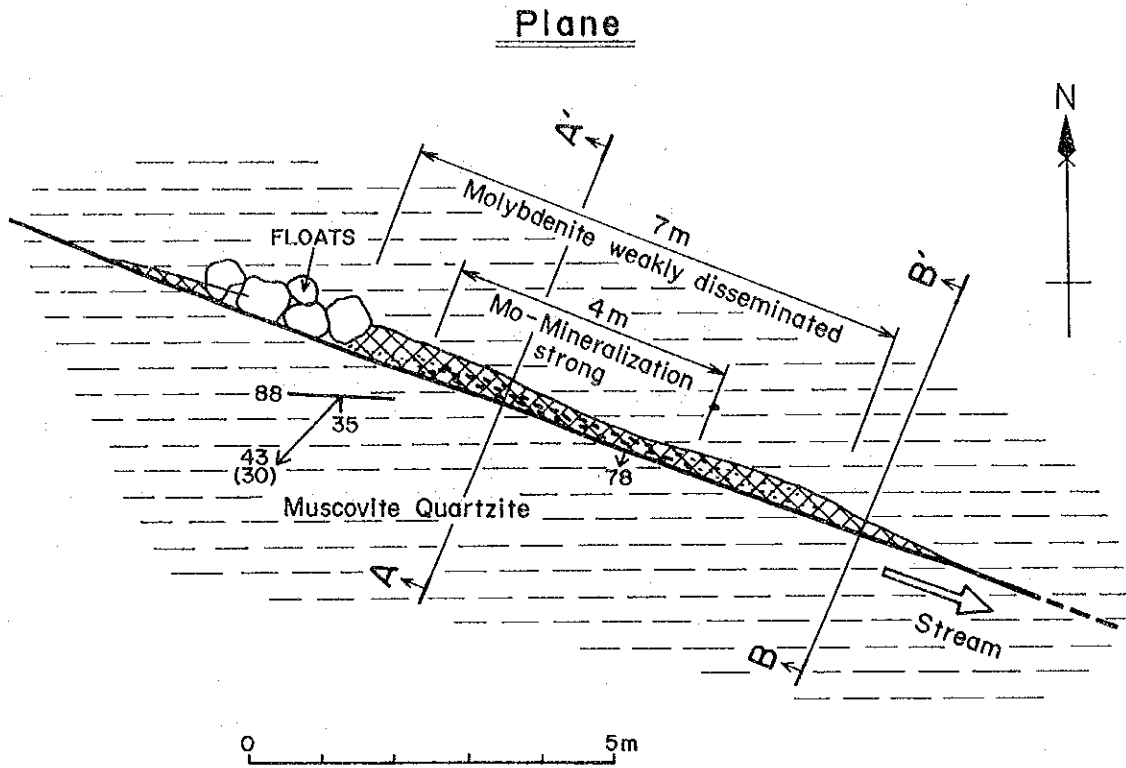 Plane
N
A'
7m
Molybdenite weakly disseminated
FLOATS
B'
4m
Mo-Mineralization
strong
88
35
43
(30)
78
Muscovite Quartzite
A
Stream
B
0
5m